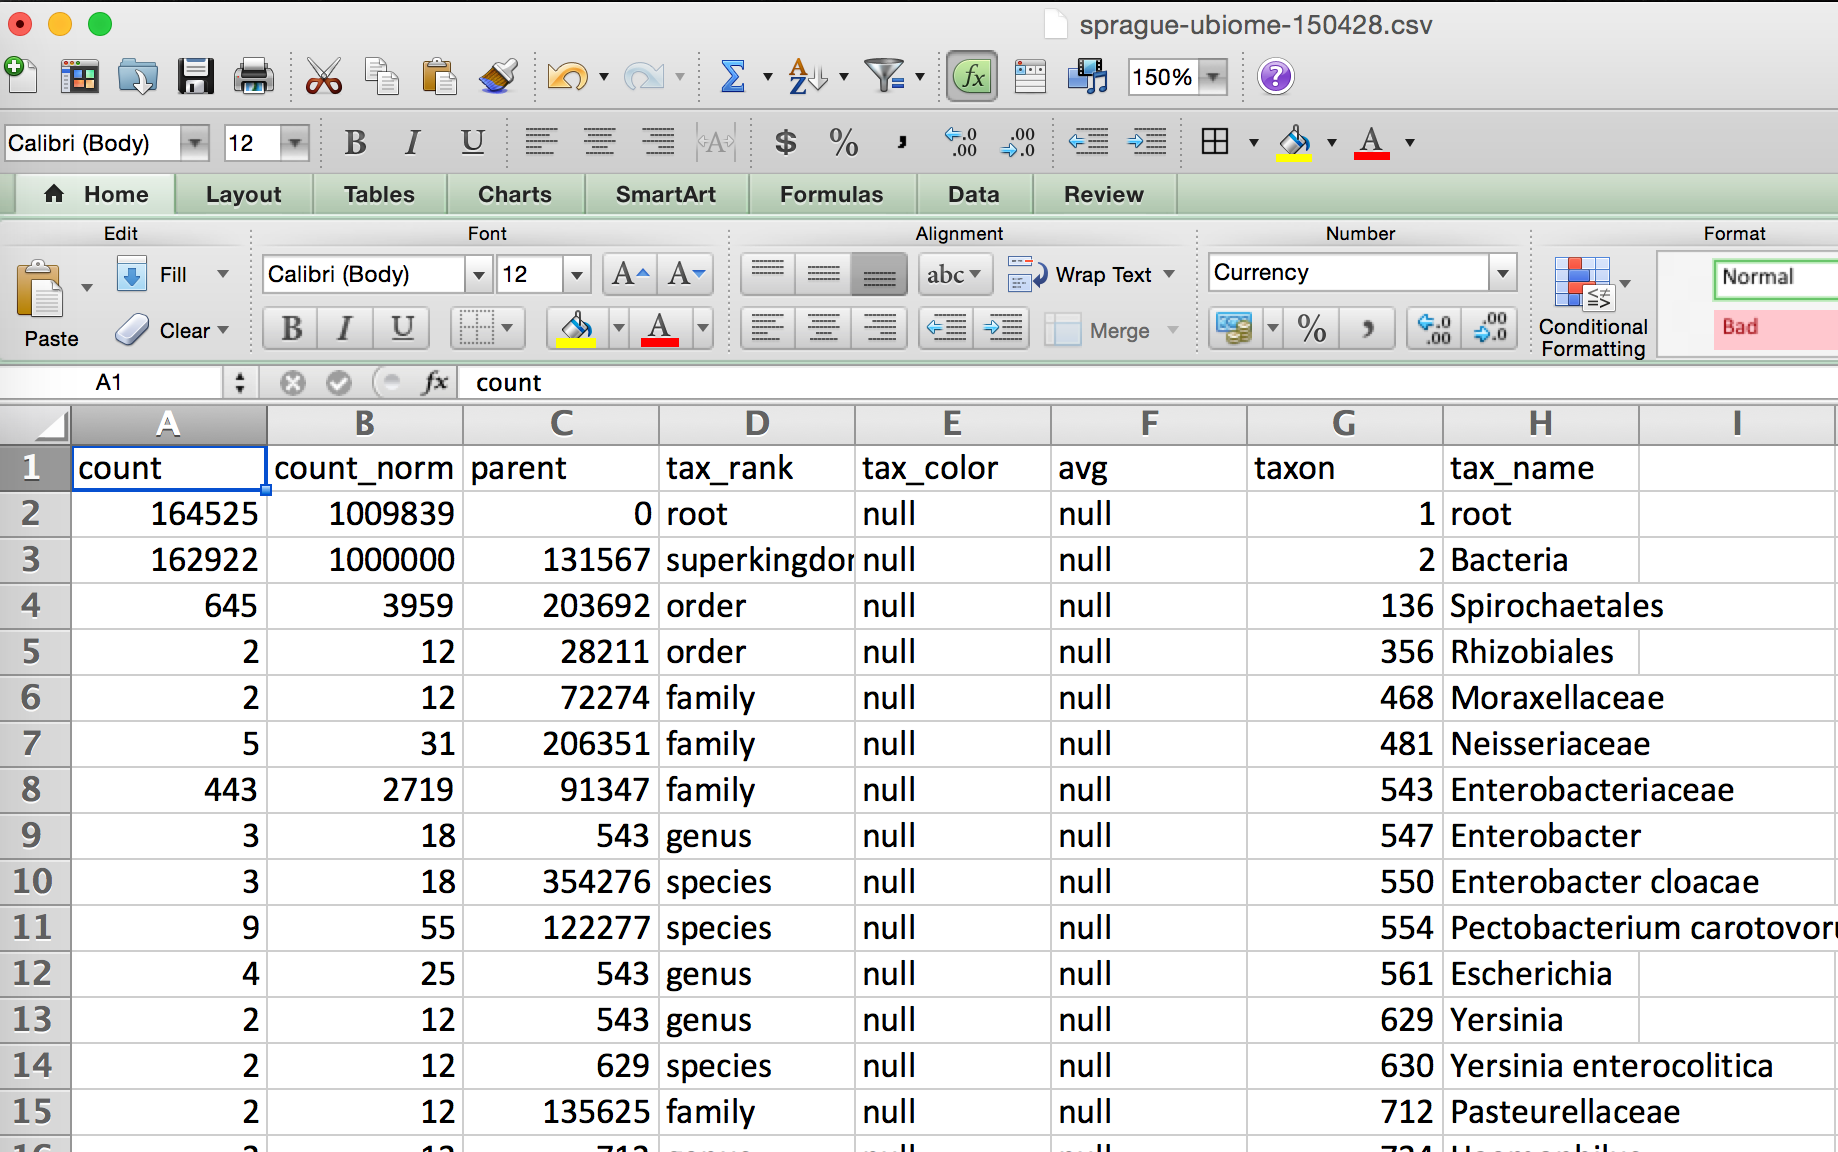 sprague-ubiome-150428.csv
150%
Calibri (Body) 12 B I U $ %
Home Layout Tables Charts SmartArt Formulas Data Review
Edit Font Alignment Number Format
Fill Calibri (Body) 12 abc Wrap Text Currency Normal
Paste Clear B I U Merge % Conditional Formatting Bad
A1 fx count
A B C D E F G H I
1 count count_norm parent tax_rank tax_color avg taxon tax_name
2 164525 1009839 0 root null null 1 root
3 162922 1000000 131567 superkingdor null null 2 Bacteria
4 645 3959 203692 order null null 136 Spirochaetales
5 2 12 28211 order null null 356 Rhizobiales
6 2 12 72274 family null null 468 Moraxellaceae
7 5 31 206351 family null null 481 Neisseriaceae
8 443 2719 91347 family null null 543 Enterobacteriaceae
9 3 18 543 genus null null 547 Enterobacter
10 3 18 354276 species null null 550 Enterobacter cloacae
11 9 55 122277 species null null 554 Pectobacterium carotovoru
12 4 25 543 genus null null 561 Escherichia
13 2 12 543 genus null null 629 Yersinia
14 2 12 629 species null null 630 Yersinia enterocolitica
15 2 12 135625 family null null 712 Pasteurellaceae